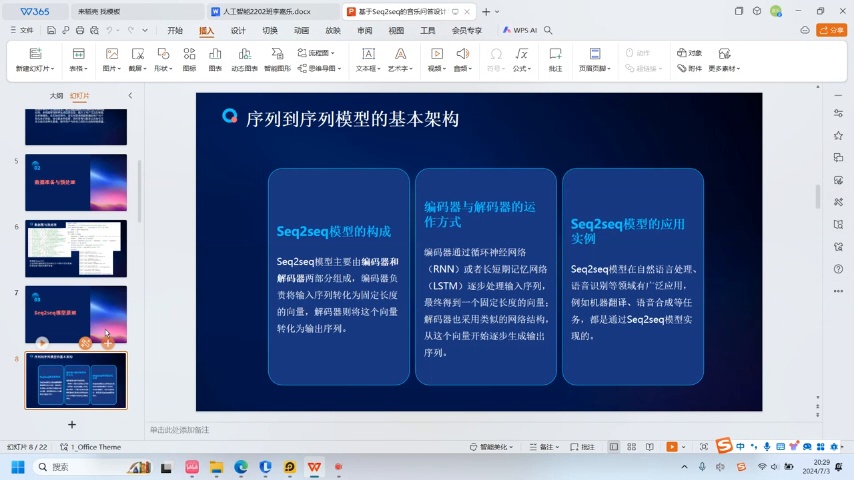 W365
来稻壳 找模板
人工智能2202班李嘉乐.docx
基于Seq2seq的音乐问答设计
文件
开始
插入
设计
切换
动画
放映
审阅
视图
工具
会员专享
WPS AI
分享
新建幻灯片
表格
图片
截屏
形状
图标
图表
动态图表
智能图形
流程图
思维导图
文本框
艺术字
视频
音频
符号
公式
批注
页眉页脚
动作
超链接
对象
附件
更多素材
大纲
幻灯片
5
数据准备与预处理
6
7
Seq2seq模型原理
8
序列到序列模型的基本架构
序列到序列模型的基本架构
Seq2seq模型的构成
Seq2seq模型主要由编码器和
解码器两部分组成，编码器负
责将输入序列转化为固定长度
的向量，解码器则将这个向量
转化为输出序列。
编码器与解码器的运
作方式
编码器通过循环神经网络
（RNN）或者长短期记忆网络
（LSTM）逐步处理输入序列，
最终得到一个固定长度的向量；
解码器也采用类似的网络结构，
从这个向量开始逐步生成输出
序列。
Seq2seq模型的应用
实例
Seq2seq模型在自然语言处理、
语音识别等领域有广泛应用，
例如机器翻译、语音合成等任
务，都是通过Seq2seq模型实
现的。
单击此处添加备注
幻灯片 8 / 22
1_Office Theme
智能美化
备注
批注
中
搜索
中
20:29
2024/7/3